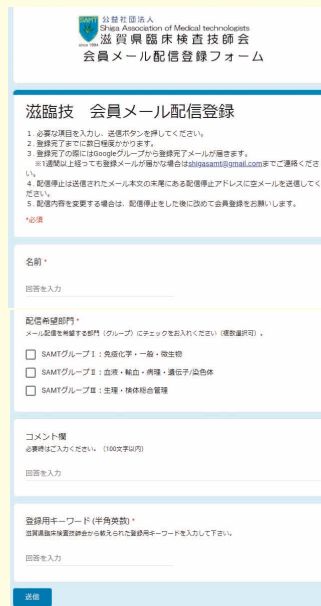 SAMT
since 1954
公益社団法人
Shiga Association of Medical technologists
滋賀県臨床検査技師会
会員メール配信登録フォーム
滋臨技 会員メール配信登録
1. 必要な項目を入力し、送信ボタンを押してください。
2. 登録完了までに数日程度かかります。
3. 登録完了の際にはGoogleグループから登録完了メールが届きます。
※1週間以上経っても登録メールが届かな場合はshigasamt@gmail.comまでご連絡くださ
い。
4. 配信停止は送信されたメール本文の末尾にある配信停止アドレスに空メールを送信してく
ださい。
5. 配信内容を変更する場合は、配信停止をした後に改めて会員登録をお願いします。
*必須
名前 *
回答を入力
配信希望部門 *
メール配信を希望する部門(グループ)にチェックをお入れください(複数選択可)。
SAMTグループⅠ:免疫化学・一般・微生物
SAMTグループⅡ:血液・輸血・病理・遺伝子/染色体
SAMTグループⅢ:生理・検体総合管理
コメント欄
必要時はご入力ください。(100文字以内)
回答を入力
登録用キーワード (半角英数) *
滋賀県臨床検査技師会から教えられた登録用キーワードを入力して下さい。
回答を入力
送信